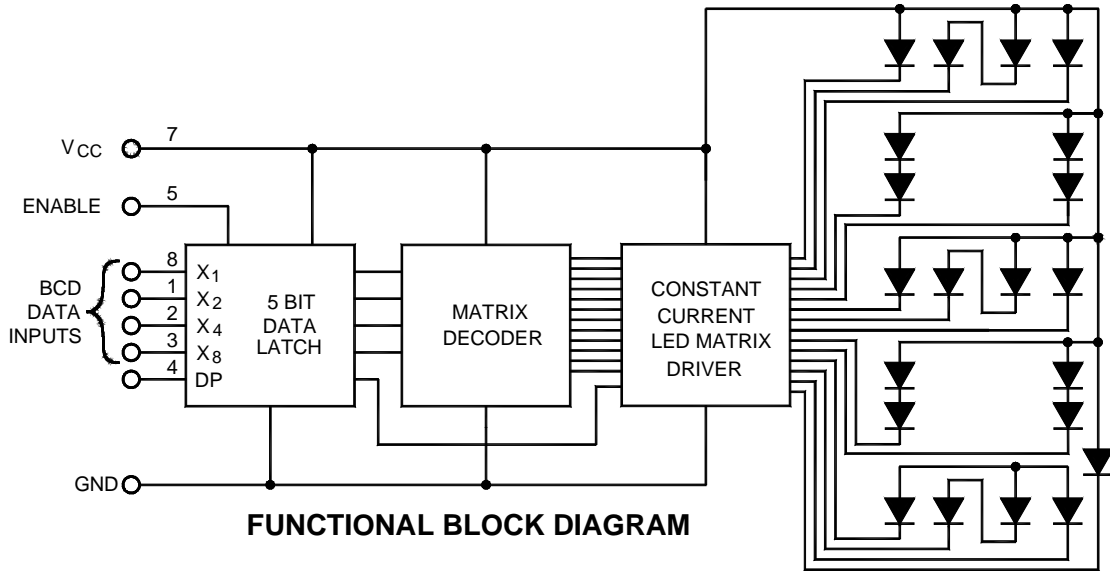 VCC 7
ENABLE 5
BCD
DATA
INPUTS
8 X1
1 X2
2 X4
3 X8
4 DP
5 BIT
DATA
LATCH
MATRIX
DECODER
CONSTANT
CURRENT
LED MATRIX
DRIVER
GND
FUNCTIONAL BLOCK DIAGRAM